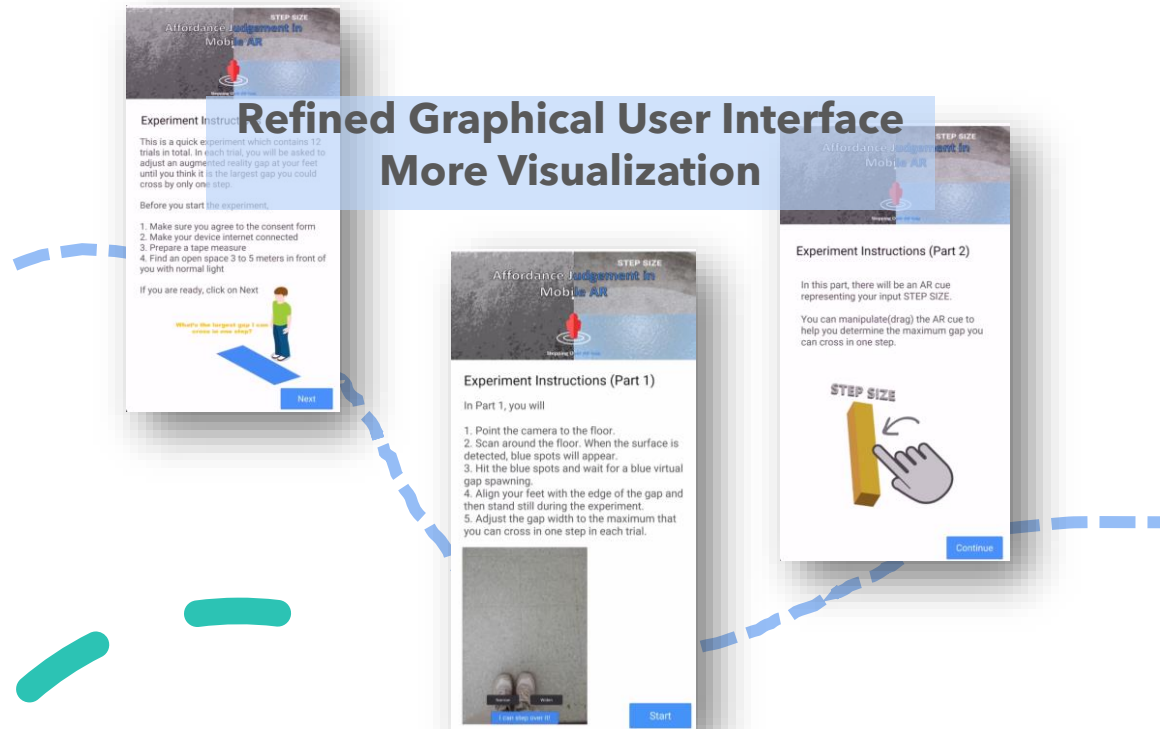 Refined Graphical User Interface
More Visualization
STEP SIZE
Affordance Judgement in
Mobile AR
Experiment Instructions
This is a quick experiment which contains 12
trials in total. In each trial, you will be asked to
adjust an augmented reality gap at your feet
until you think it is the largest gap you could
cross by only one step.
Before you start the experiment,
1. Make sure you agree to the consent form
2. Make your device internet connected
3. Prepare a tape measure
4. Find an open space 3 to 5 meters in front of
you with normal light
If you are ready, click on Next
What's the largest gap I can
cross in one step?
Next
STEP SIZE
Affordance Judgement in
Mobile AR
Experiment Instructions (Part 1)
In Part 1, you will
1. Point the camera to the floor.
2. Scan around the floor. When the surface is
detected, blue spots will appear.
3. Hit the blue spots and wait for a blue virtual
gap spawning.
4. Align your feet with the edge of the gap and
then stand still during the experiment.
5. Adjust the gap width to the maximum that
you can cross in one step in each trial.
Narrow Widen
I can step over it!
Start
STEP SIZE
Affordance Judgement in
Mobile AR
Experiment Instructions (Part 2)
In this part, there will be an AR cue
representing your input STEP SIZE.
You can manipulate(drag) the AR cue to
help you determine the maximum gap you
can cross in one step.
STEP SIZE
Continue